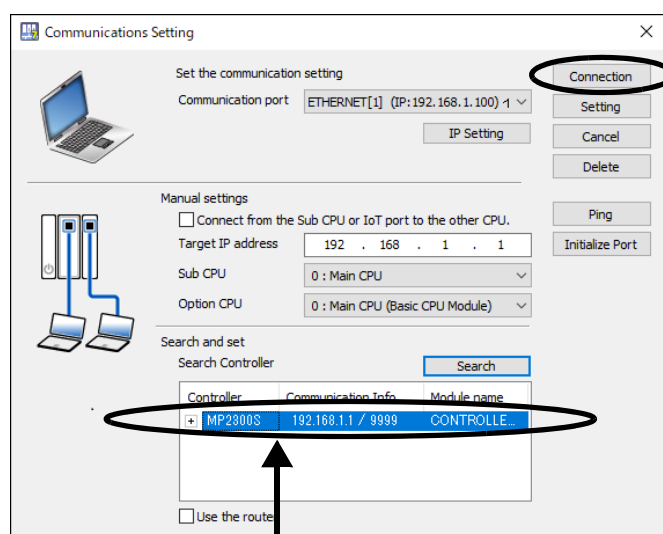 Communications Setting
Set the communication setting
Connection
Communication port
ETHERNET[1] (IP:192.168.1.100)
Setting
IP Setting
Cancel
Delete
Manual settings
Connect from the Sub CPU or IoT port to the other CPU.
Ping
Target IP address
192 . 168 . 1 . 1
Initialize Port
Sub CPU
0 : Main CPU
Option CPU
0 : Main CPU (Basic CPU Module)
Search and set
Search Controller
Search
Controller Communication Info Module name
MP2300S 192.168.1.1 / 9999 CONTROLLE...
Use the route